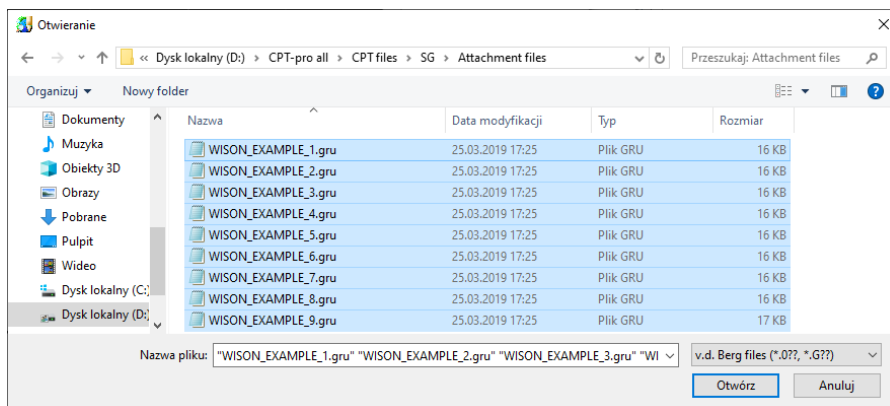 Otwieranie
« Dysk lokalny (D:) › CPT-pro all › CPT files › SG › Attachment files
Przeszukaj: Attachment files
Organizuj
Nowy folder
Nazwa
Data modyfikacji
Typ
Rozmiar
Dokumenty
Muzyka
Obiekty 3D
Obrazy
Pobrane
Pulpit
Wideo
Dysk lokalny (C:)
Dysk lokalny (D:)
WISON_EXAMPLE_1.gru 25.03.2019 17:25 Plik GRU 16 KB
WISON_EXAMPLE_2.gru 25.03.2019 17:25 Plik GRU 16 KB
WISON_EXAMPLE_3.gru 25.03.2019 17:25 Plik GRU 16 KB
WISON_EXAMPLE_4.gru 25.03.2019 17:25 Plik GRU 16 KB
WISON_EXAMPLE_5.gru 25.03.2019 17:25 Plik GRU 16 KB
WISON_EXAMPLE_6.gru 25.03.2019 17:25 Plik GRU 16 KB
WISON_EXAMPLE_7.gru 25.03.2019 17:25 Plik GRU 16 KB
WISON_EXAMPLE_8.gru 25.03.2019 17:25 Plik GRU 16 KB
WISON_EXAMPLE_9.gru 25.03.2019 17:25 Plik GRU 17 KB
Nazwa pliku: "WISON_EXAMPLE_1.gru" "WISON_EXAMPLE_2.gru" "WISON_EXAMPLE_3.gru" "WI
v.d. Berg files (*.0??, *.G??)
Otwórz
Anuluj